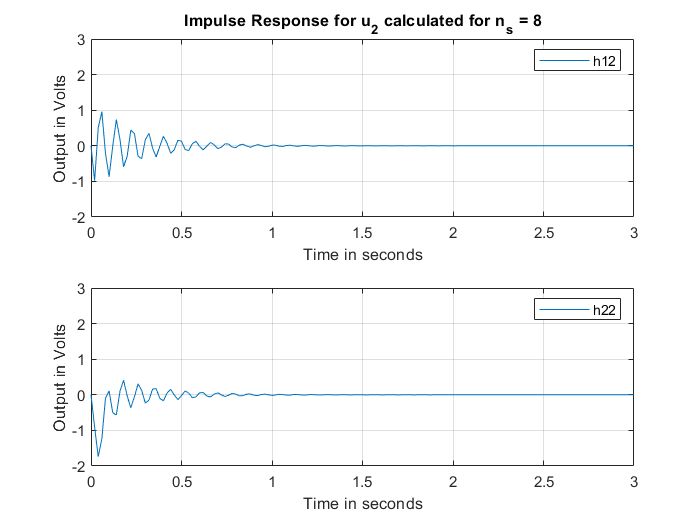 Impulse Response for u2 calculated for ns = 8
3
2
1
0
-1
-2
Output in Volts
h12
0 0.5 1 1.5 2 2.5 3
Time in seconds
3
2
1
0
-1
-2
Output in Volts
h22
0 0.5 1 1.5 2 2.5 3
Time in seconds